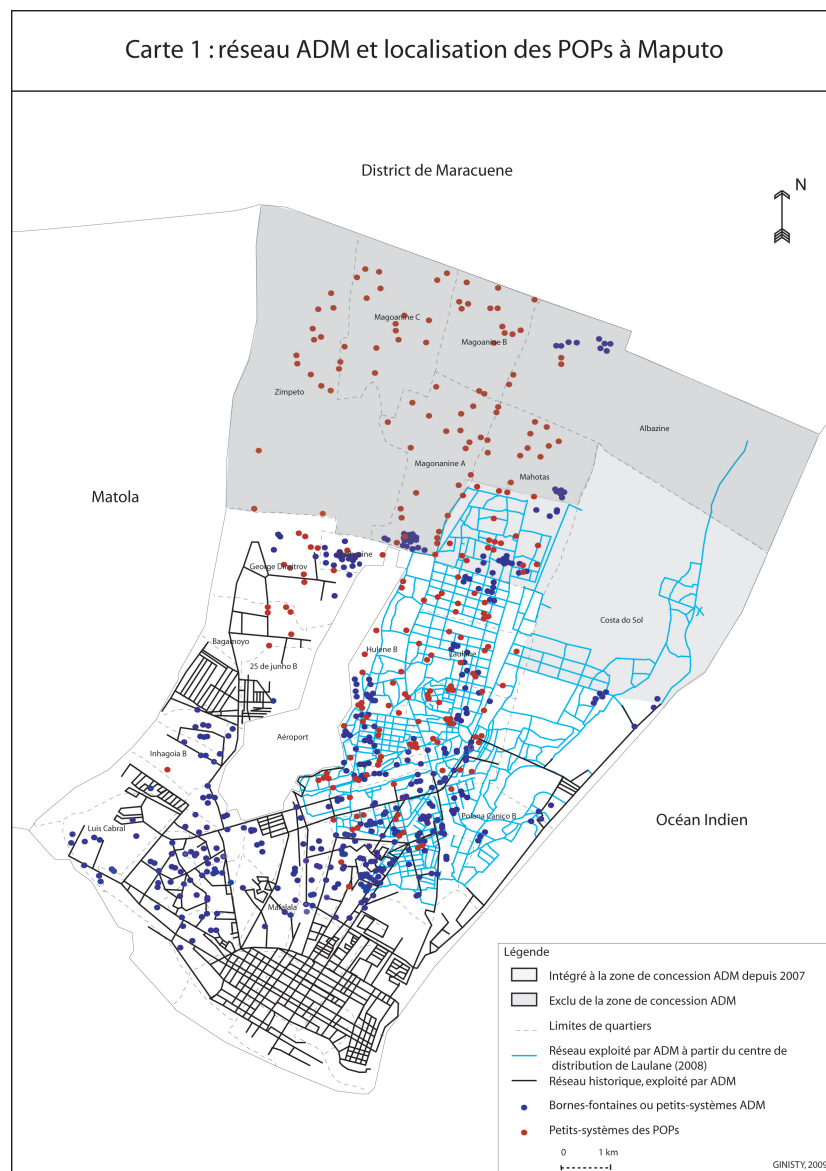 Carte 1 : réseau ADM et localisation des POPs à Maputo
District de Maracuene
N
Magoanine C
Magoanine B
Zimpeto
Albazine
Magonanine A
Mahotas
Matola
George Dimitrov
Costa do Sol
Bagamoyo
Hulene B
Laulane
25 de junho B
Aéroport
Inhagoia B
Océan Indien
Polana Caniço B
Luis Cabral
Mafalala
Légende
Intégré à la zone de concession ADM depuis 2007
Exclu de la zone de concession ADM
Limites de quartiers
Réseau exploité par ADM à partir du centre de
distribution de Laulane (2008)
Réseau historique, exploité par ADM
Bornes-fontaines ou petits-systèmes ADM
Petits-systèmes des POPs
0 1 km
GINISTY, 2009